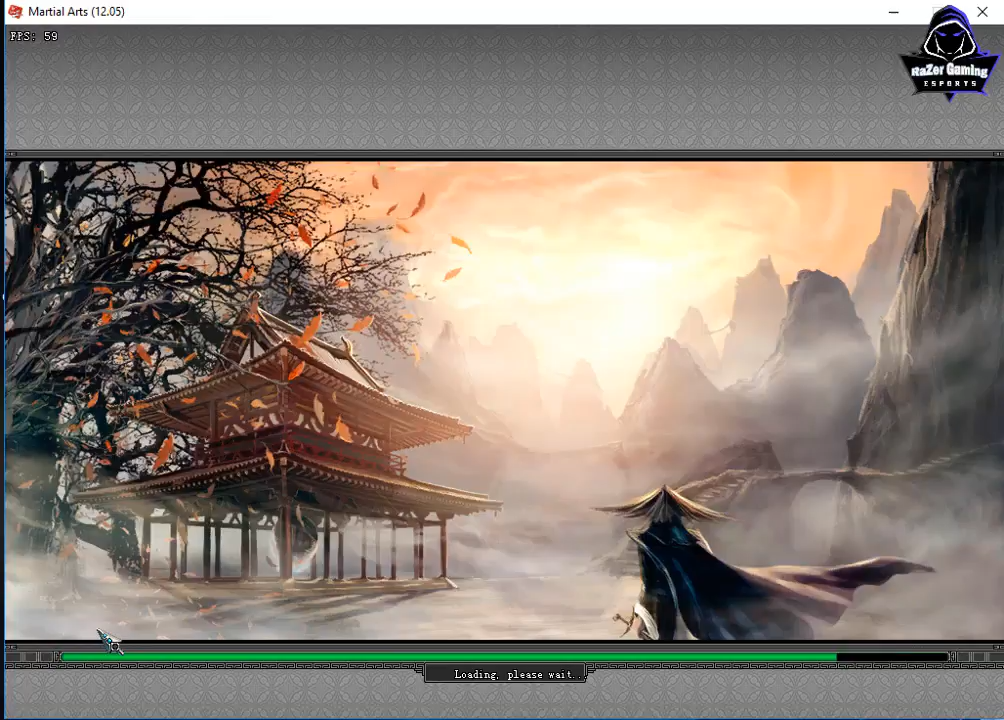 Martial Arts (12.05)
FPS: 59
RaZer Gaming
ESPORTS
Loading, please wait...